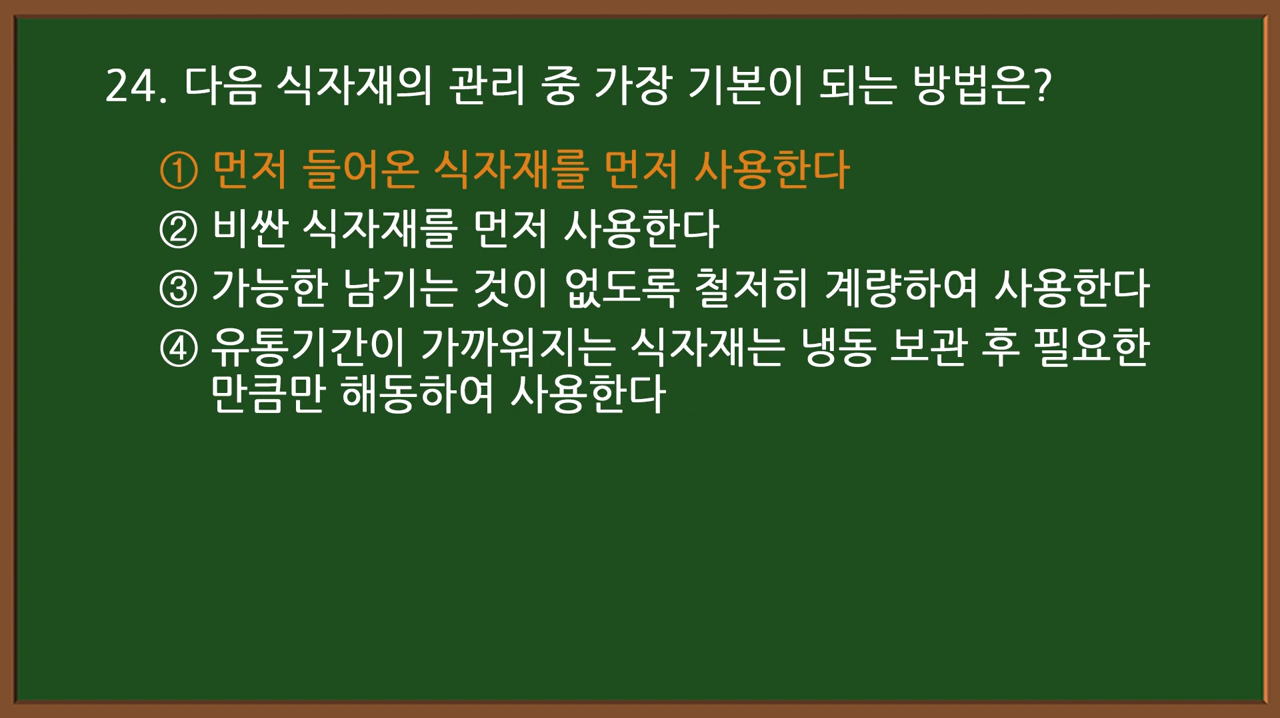 24. 다음 식자재의 관리 중 가장 기본이 되는 방법은?
① 먼저 들어온 식자재를 먼저 사용한다
② 비싼 식자재를 먼저 사용한다
③ 가능한 남기는 것이 없도록 철저히 계량하여 사용한다
④ 유통기간이 가까워지는 식자재는 냉동 보관 후 필요한
만큼만 해동하여 사용한다